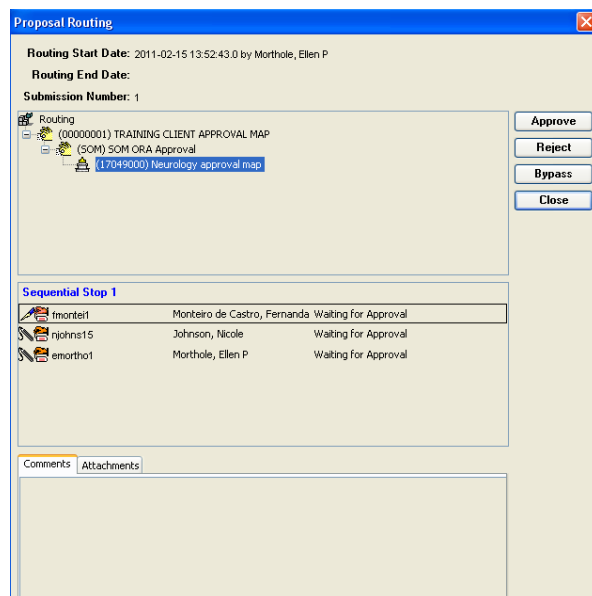 Proposal Routing
Routing Start Date: 2011-02-15 13:52:43.0 by Morthole, Ellen P
Routing End Date:
Submission Number: 1
Routing
(00000001) TRAINING CLIENT APPROVAL MAP
(SOM) SOM ORA Approval
(17049000) Neurology approval map
Approve
Reject
Bypass
Close
Sequential Stop 1
fmontei1 Monteiro de Castro, Fernanda Waiting for Approval
njohns15 Johnson, Nicole Waiting for Approval
emortho1 Morthole, Ellen P Waiting for Approval
Comments Attachments